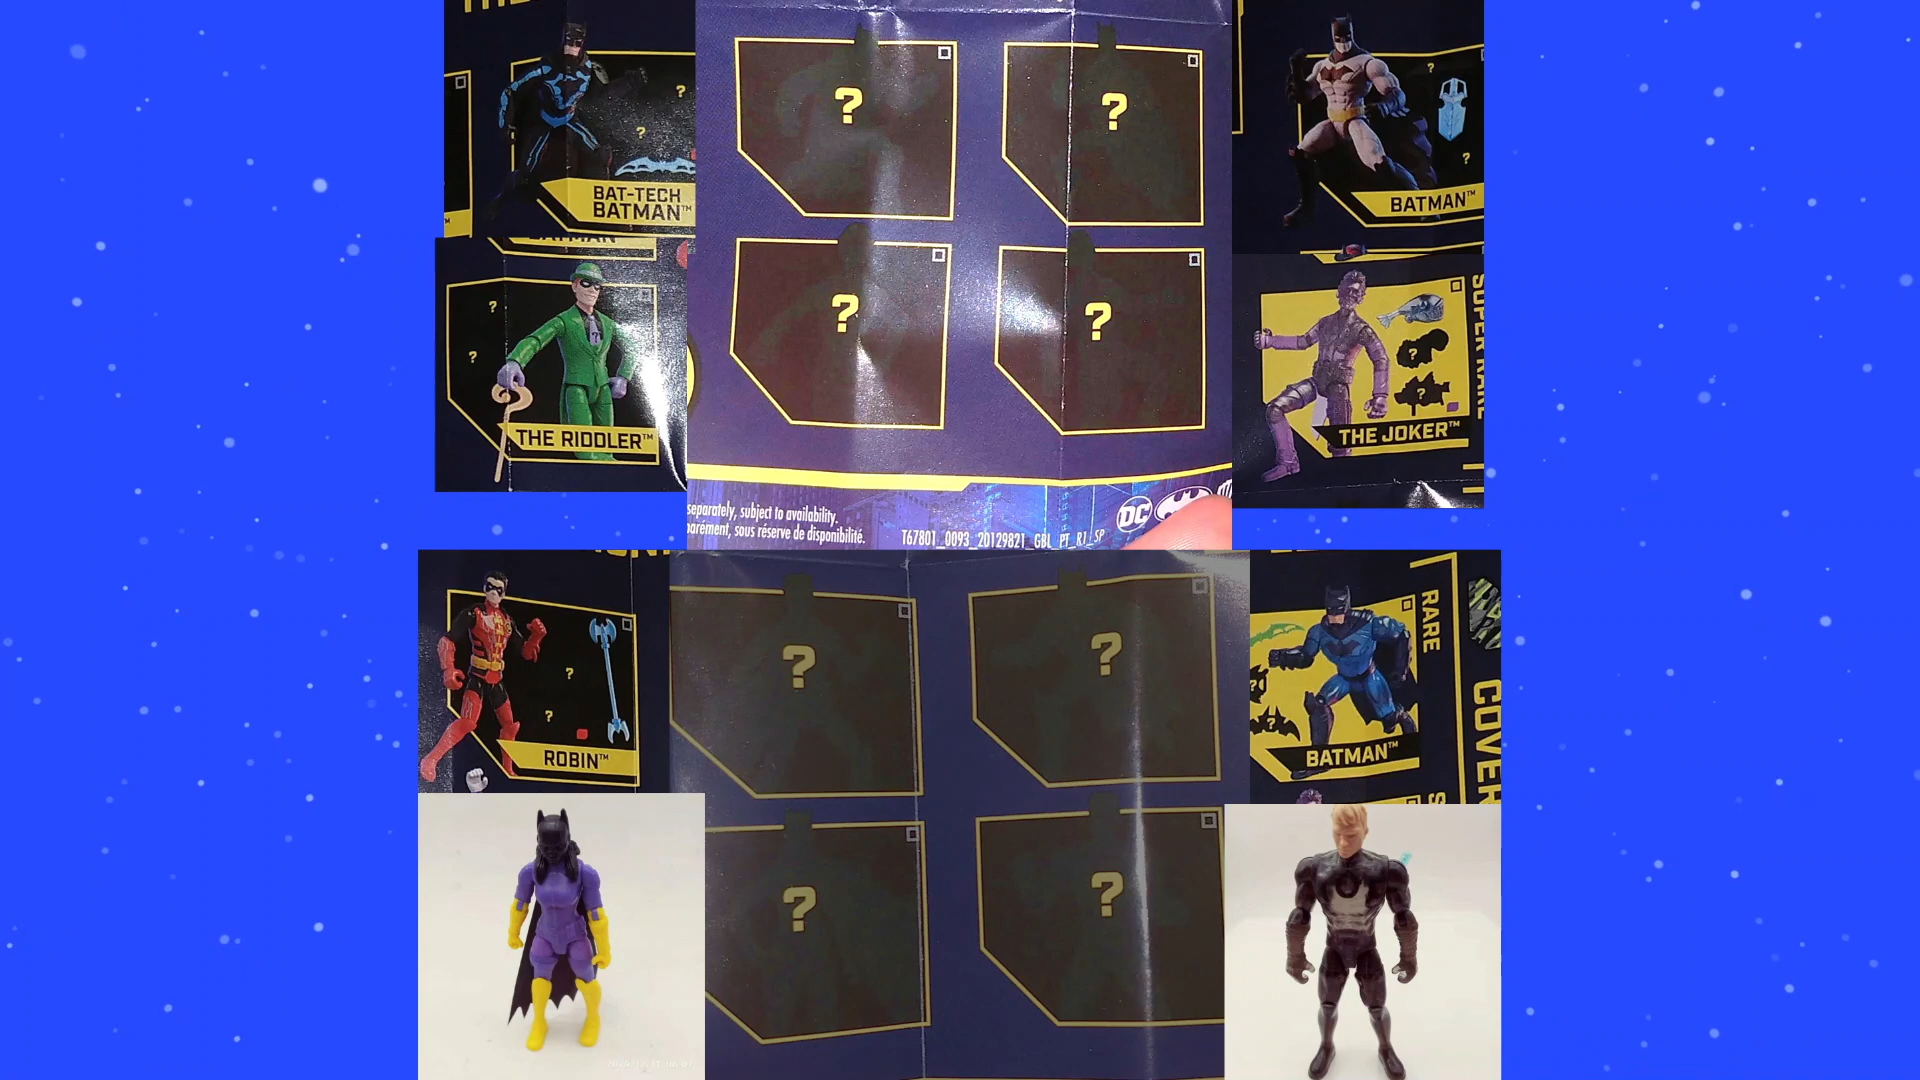 ?
?
BAT-TECH
BATMAN™
?
?
?
?
BATMAN™
BATMAN
?
?
THE RIDDLER™
?
?
SUPER RARE
?
?
THE JOKER™
separately, subject to availability.
parément, sous réserve de disponibilité.
T67801_0093_20129821_GBL_PT_R1_SP
DC
?
?
ROBIN™
?
?
RARE
?
?
BATMAN™
COVER
?
?